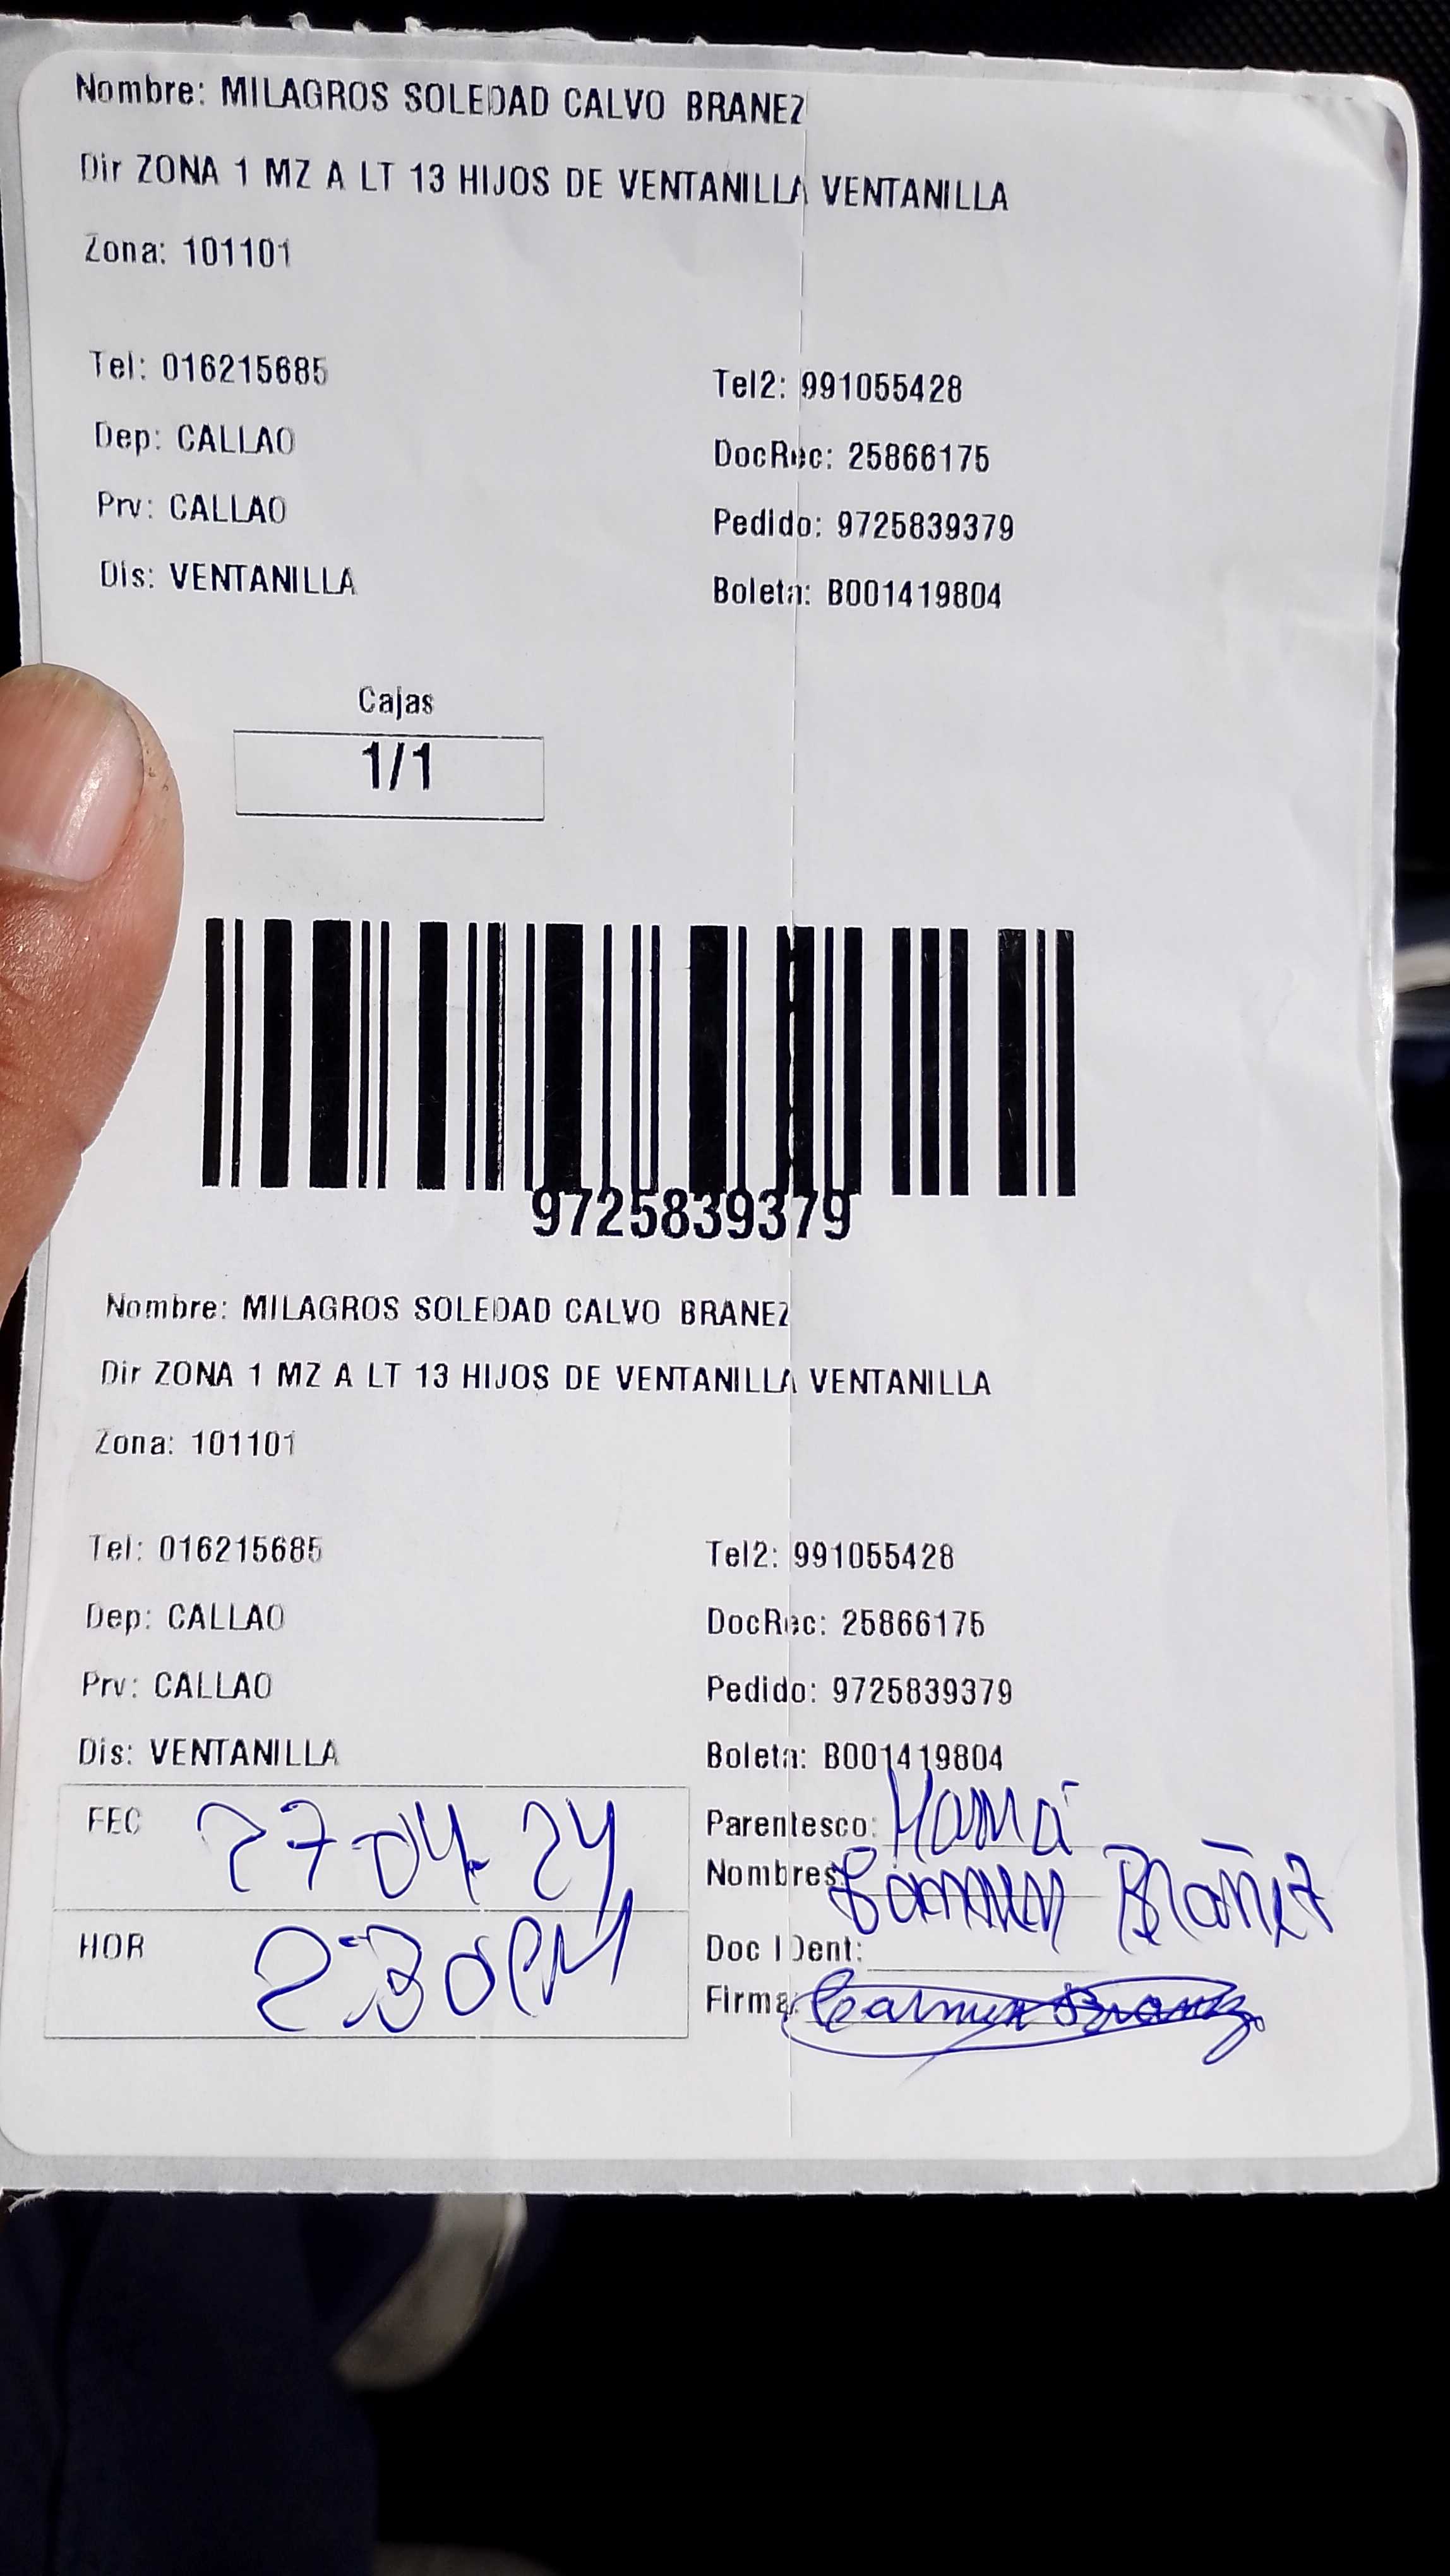 Nombre: MILAGROS SOLEDAD CALVO BRANEZ
Dir ZONA 1 MZ A LT 13 HIJOS DE VENTANILLA VENTANILLA
Zona: 101101
Tel: 016215685 Tel2: 991055428
Dep: CALLAO DocRec: 25866175
Prv: CALLAO Pedido: 9725839379
Dis: VENTANILLA Boleta: B001419804
Cajas
1/1
9725839379
Nombre: MILAGROS SOLEDAD CALVO BRANEZ
Dir ZONA 1 MZ A LT 13 HIJOS DE VENTANILLA VENTANILLA
Zona: 101101
Tel: 016215685 Tel2: 991055428
Dep: CALLAO DocRec: 25866175
Prv: CALLAO Pedido: 9725839379
Dis: VENTANILLA Boleta: B001419804
FEC 27-04-24 Parentesco: Mamá
Nombres: Carmen Brañez
HOR 2:30PM Doc IDent:
Firma: Carmen Branez